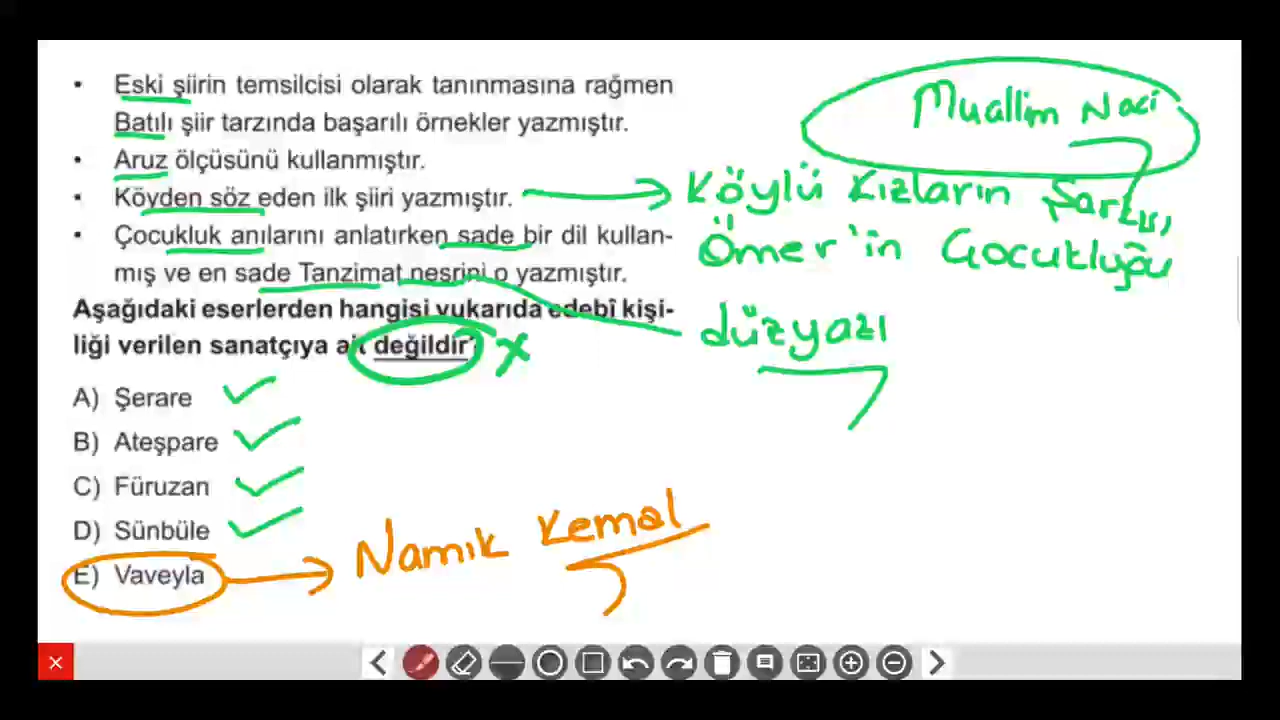 • Eski şiirin temsilcisi olarak tanınmasına rağmen
Batılı şiir tarzında başarılı örnekler yazmıştır.
• Aruz ölçüsünü kullanmıştır.
• Köyden söz eden ilk şiiri yazmıştır.
• Çocukluk anılarını anlatırken sade bir dil kullan-
mış ve en sade Tanzimat nesrini o yazmıştır.
Aşağıdaki eserlerden hangisi yukarıda edebî kişi-
liği verilen sanatçıya ait değildir?
A) Şerare
B) Ateşpare
C) Füruzan
D) Sünbüle
E) Vaveyla
Muallim Naci
Köylü Kızların Şarkısı,
Ömer'in Çocukluğu
düzyazı
Namık Kemal